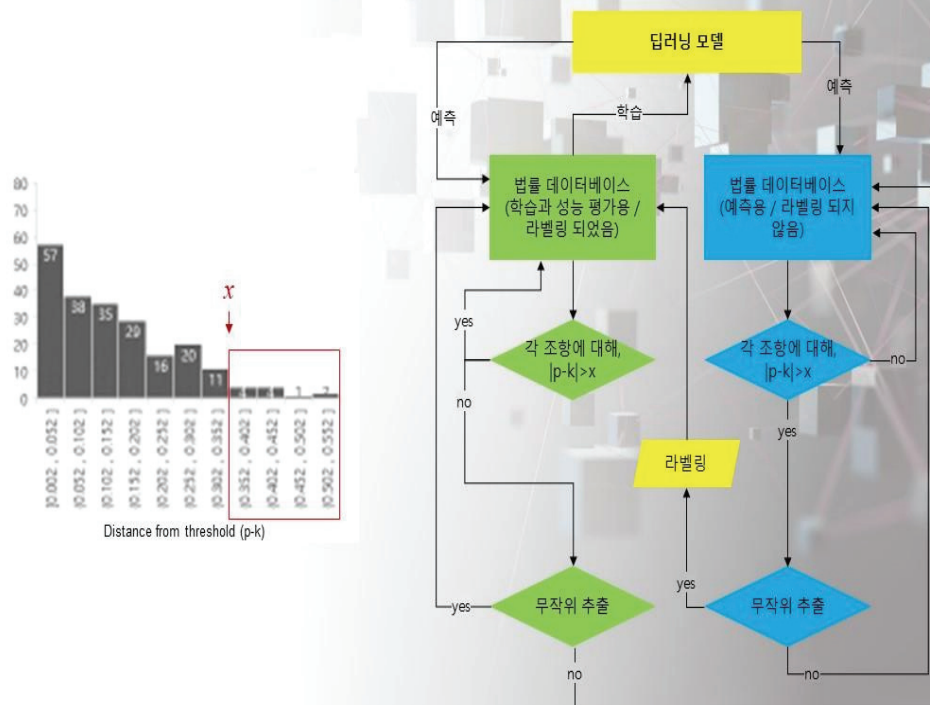 80
70
60
50
40
30
20
10
0
57
38
35
29
16
20
11
1
x
[0.002 , 0.052 ]
(0.052 , 0.102 ]
(0.102 , 0.152 ]
(0.152 , 0.202 ]
(0.202 , 0.252 ]
(0.252 , 0.302 ]
(0.302 , 0.352 ]
(0.352 , 0.402 ]
(0.402 , 0.452 ]
(0.452 , 0.502 ]
(0.502 , 0.552 ]
Distance from threshold (p-k)
딥러닝 모델
예측
학습
예측
법률 데이터베이스
(학습과 성능 평가용 /
라벨링 되었음)
법률 데이터베이스
(예측용 / 라벨링 되지
않음)
yes
각 조항에 대해,
|p-k|>x
각 조항에 대해,
|p-k|>x
no
no
yes
라벨링
yes
무작위 추출
yes
무작위 추출
no
no